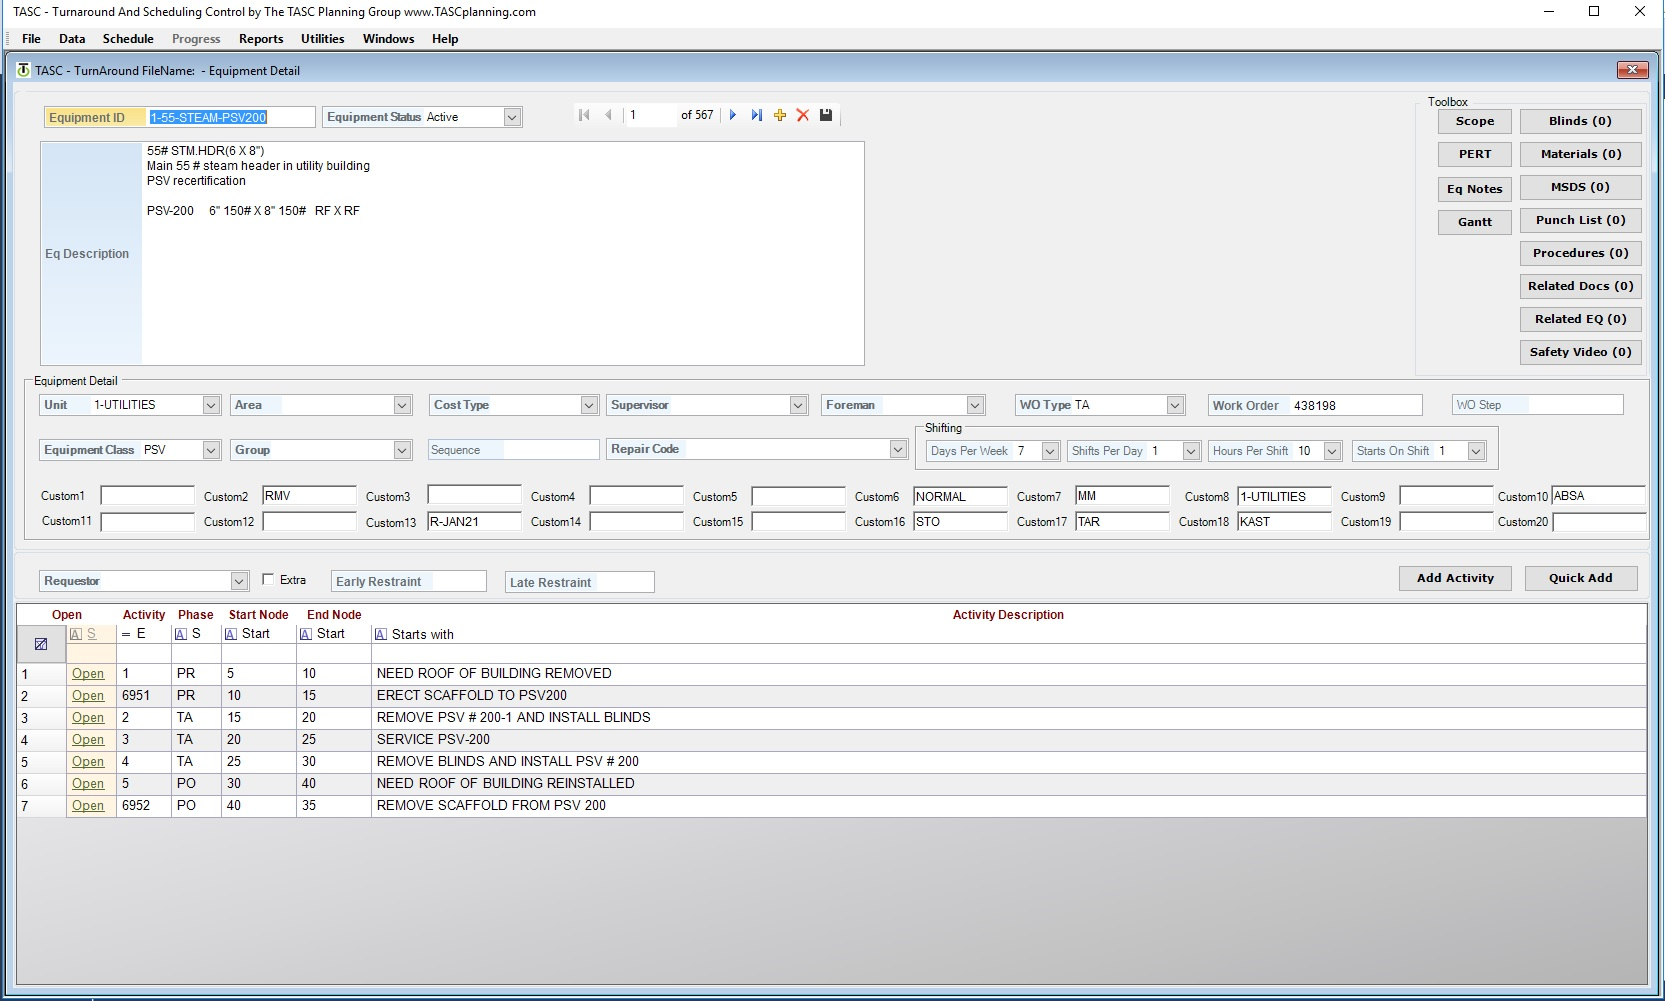 TASC - Turnaround And Scheduling Control by The TASC Planning Group www.TASCplanning.com
File Data Schedule Progress Reports Utilities Windows Help
TASC - TurnAround FileName: - Equipment Detail
Equipment ID 1-55-STEAM-PSV200 Equipment Status Active 1 of 567
Toolbox
Scope Blinds (0)
PERT Materials (0)
Eq Notes MSDS (0)
Gantt Punch List (0)
Procedures (0)
Related Docs (0)
Related EQ (0)
Safety Video (0)
Eq Description
55# STM.HDR(6 X 8")
Main 55 # steam header in utility building
PSV recertification
PSV-200 6" 150# X 8" 150# RF X RF
Equipment Detail
Unit 1-UTILITIES Area Cost Type Supervisor Foreman WO Type TA Work Order 438198 WO Step
Shifting
Equipment Class PSV Group Sequence Repair Code Days Per Week 7 Shifts Per Day 1 Hours Per Shift 10 Starts On Shift 1
Custom1 Custom2 RMV Custom3 Custom4 Custom5 Custom6 NORMAL Custom7 MM Custom8 1-UTILITIES Custom9 Custom10 ABSA
Custom11 Custom12 Custom13 R-JAN21 Custom14 Custom15 Custom16 STO Custom17 TAR Custom18 KAST Custom19 Custom20
Requestor Extra Early Restraint Late Restraint Add Activity Quick Add
Open Activity Phase Start Node End Node Activity Description
A S = E A S A Start A Start A Starts with
1 Open 1 PR 5 10 NEED ROOF OF BUILDING REMOVED
2 Open 6951 PR 10 15 ERECT SCAFFOLD TO PSV200
3 Open 2 TA 15 20 REMOVE PSV # 200-1 AND INSTALL BLINDS
4 Open 3 TA 20 25 SERVICE PSV-200
5 Open 4 TA 25 30 REMOVE BLINDS AND INSTALL PSV # 200
6 Open 5 PO 30 40 NEED ROOF OF BUILDING REINSTALLED
7 Open 6952 PO 40 35 REMOVE SCAFFOLD FROM PSV 200